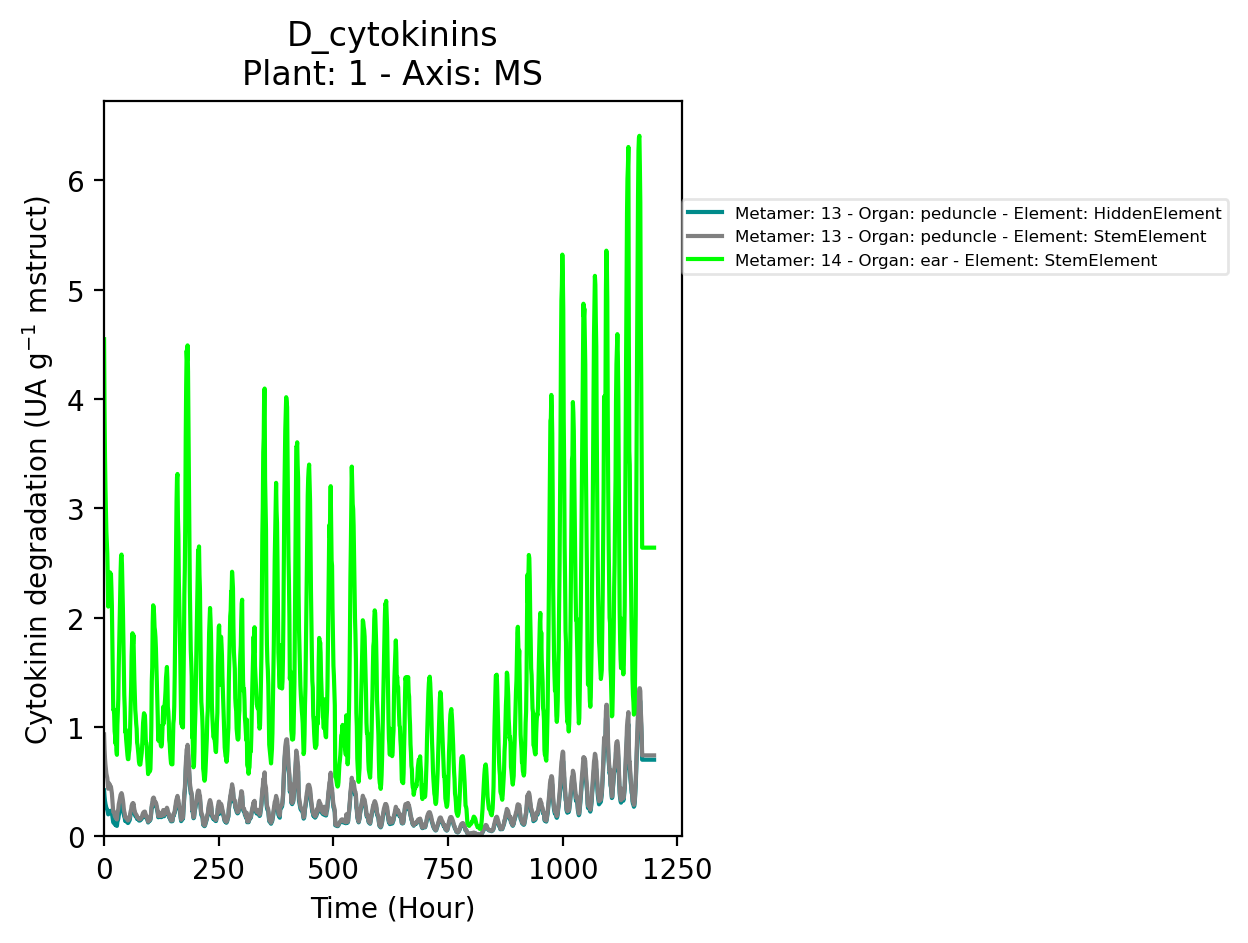 D_cytokinins
Plant: 1 - Axis: MS
Cytokinin degradation (UA g⁻¹ mstruct)
6
5
4
3
2
1
0
0 250 500 750 1000 1250
Time (Hour)
Metamer: 13 - Organ: peduncle - Element: HiddenElement
Metamer: 13 - Organ: peduncle - Element: StemElement
Metamer: 14 - Organ: ear - Element: StemElement